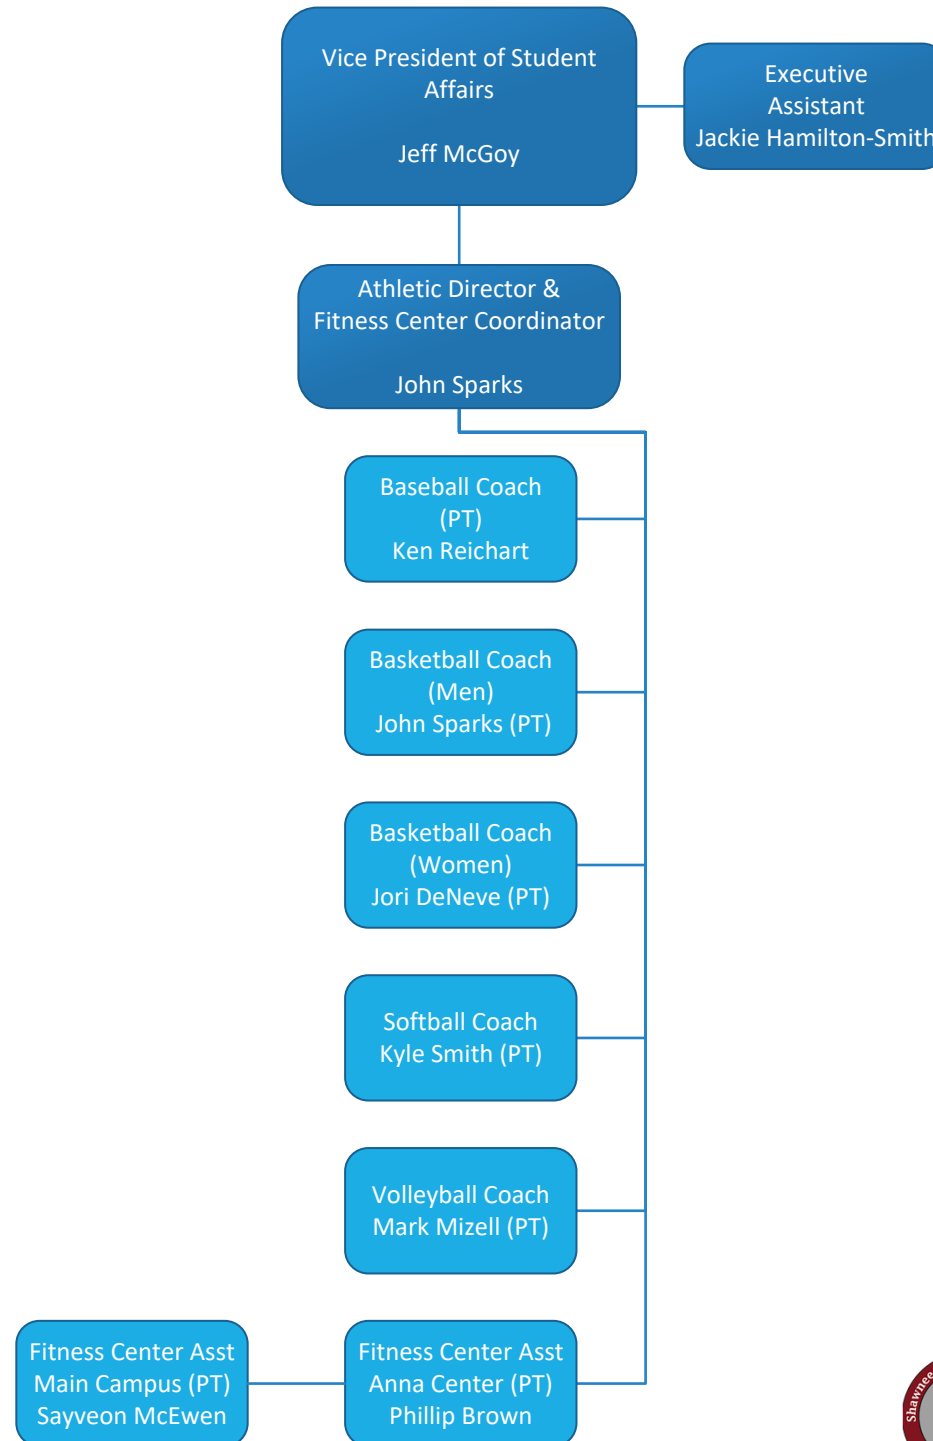 Vice President of Student
Affairs
Jeff McGoy
Executive
Assistant
Jackie Hamilton-Smith
Athletic Director &
Fitness Center Coordinator
John Sparks
Baseball Coach
(PT)
Ken Reichart
Basketball Coach
(Men)
John Sparks (PT)
Basketball Coach
(Women)
Jori DeNeve (PT)
Softball Coach
Kyle Smith (PT)
Volleyball Coach
Mark Mizell (PT)
Fitness Center Asst
Main Campus (PT)
Sayveon McEwen
Fitness Center Asst
Anna Center (PT)
Phillip Brown
Shawnee